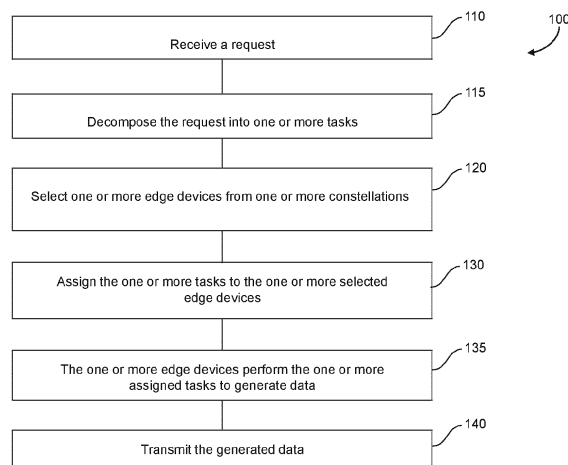 110
100
Receive a request
115
Decompose the request into one or more tasks
120
Select one or more edge devices from one or more constellations
130
Assign the one or more tasks to the one or more selected
edge devices
135
The one or more edge devices perform the one or more
assigned tasks to generate data
140
Transmit the generated data